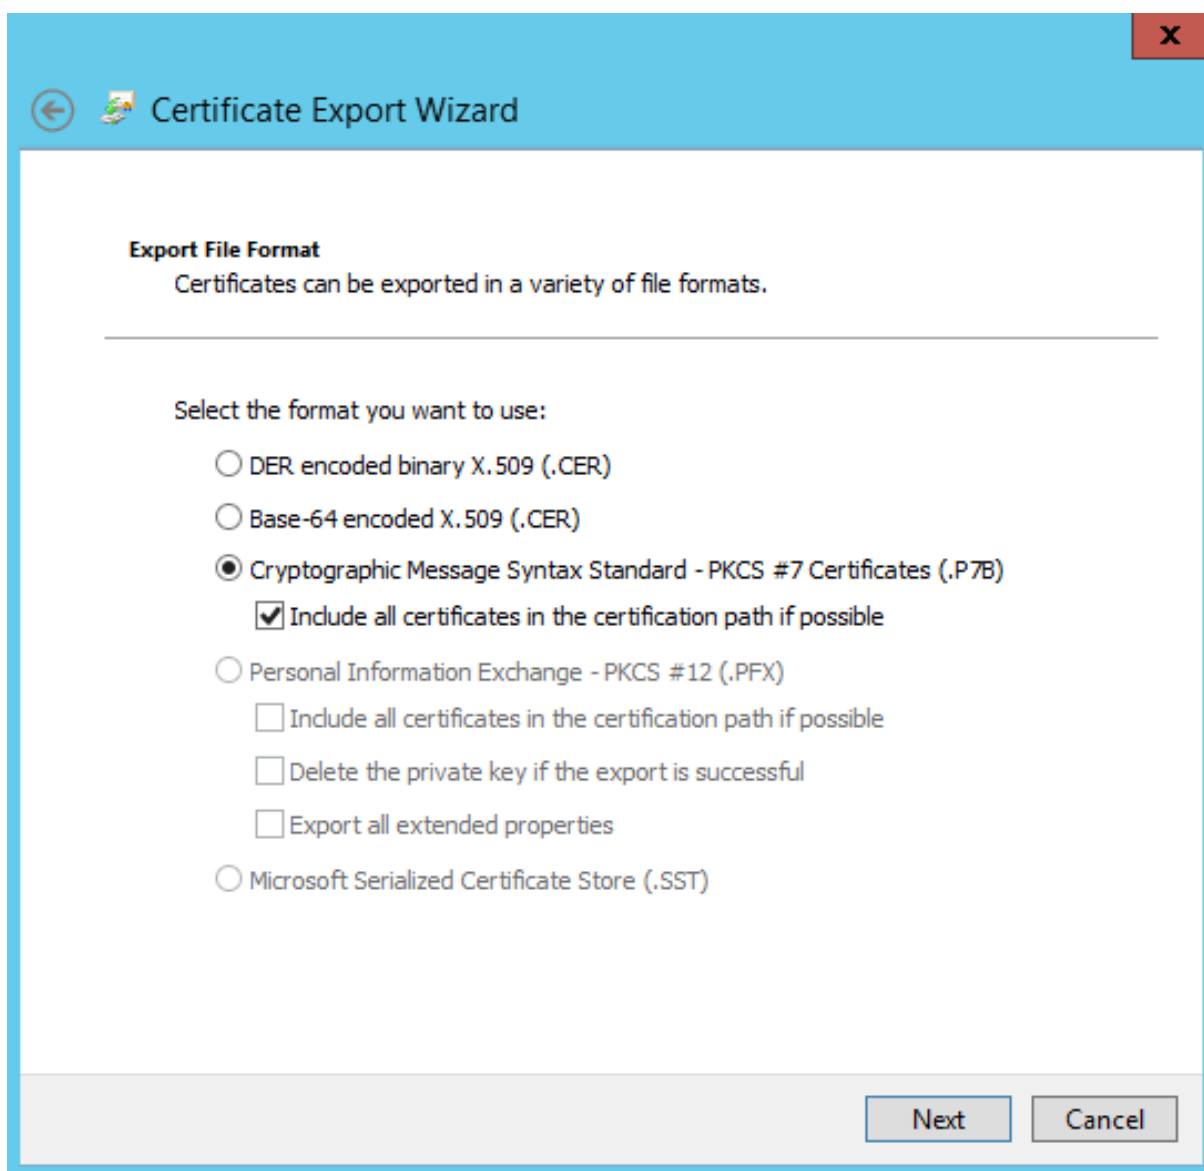 x
Certificate Export Wizard
Export File Format
Certificates can be exported in a variety of file formats.
Select the format you want to use:
DER encoded binary X.509 (.CER)
Base-64 encoded X.509 (.CER)
Cryptographic Message Syntax Standard - PKCS #7 Certificates (.P7B)
Include all certificates in the certification path if possible
Personal Information Exchange - PKCS #12 (.PFX)
Include all certificates in the certification path if possible
Delete the private key if the export is successful
Export all extended properties
Microsoft Serialized Certificate Store (.SST)
Next Cancel